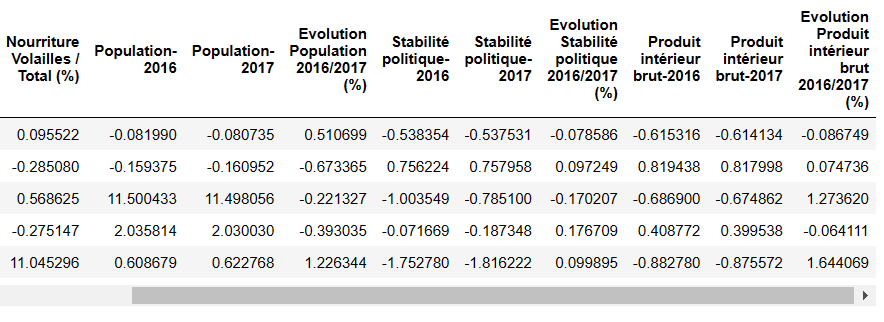 Nourriture Volailles / Total (%) Population-2016 Population-2017 Evolution Population 2016/2017 (%) Stabilité politique-2016 Stabilité politique-2017 Evolution Stabilité politique 2016/2017 (%) Produit intérieur brut-2016 Produit intérieur brut-2017 Evolution Produit intérieur brut 2016/2017 (%)
0.095522 -0.081990 -0.080735 0.510699 -0.538354 -0.537531 -0.078586 -0.615316 -0.614134 -0.086749
-0.285080 -0.159375 -0.160952 -0.673365 0.756224 0.757958 0.097249 0.819438 0.817998 0.074736
0.568625 11.500433 11.498056 -0.221327 -1.003549 -0.785100 -0.170207 -0.686900 -0.674862 1.273620
-0.275147 2.035814 2.030030 -0.393035 -0.071669 -0.187348 0.176709 0.408772 0.399538 -0.064111
11.045296 0.608679 0.622768 1.226344 -1.752780 -1.816222 0.099895 -0.882780 -0.875572 1.644069